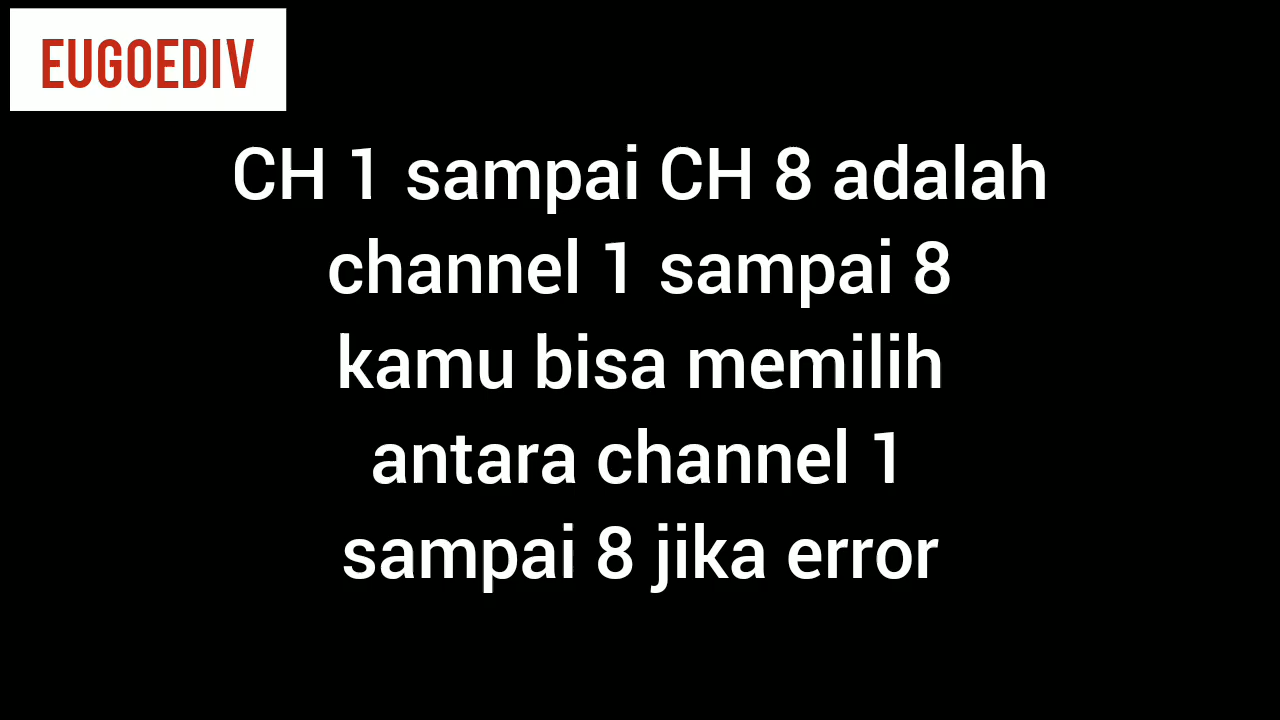 EUGOEDIV
CH 1 sampai CH 8 adalah
channel 1 sampai 8
kamu bisa memilih
antara channel 1
sampai 8 jika error